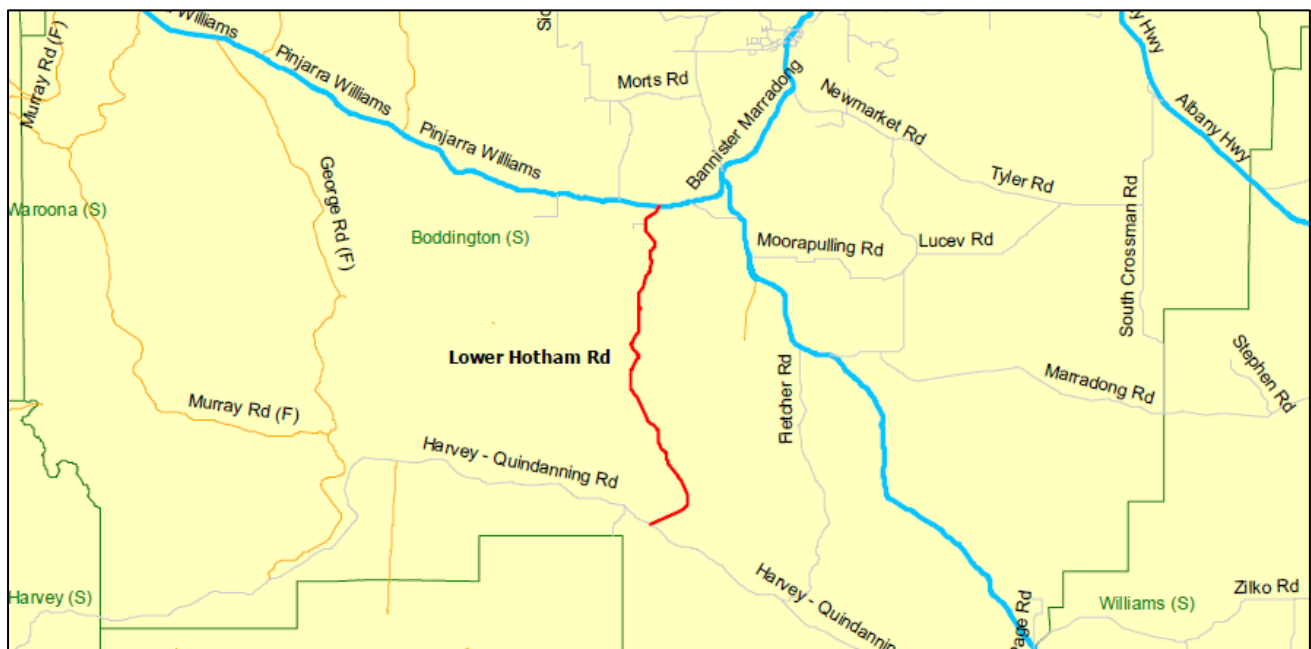 Williams
Murray Rd (F)
Pinjarra Williams
Pinjarra Williams
Morts Rd
Bannister Marradong
Newmarket Rd
Hwy
Albany Hwy
Tyler Rd
South Crossman Rd
Waroona (S)
George Rd (F)
Boddington (S)
Moorapulling Rd
Lucev Rd
Lower Hotham Rd
Fletcher Rd
Marradong Rd
Stephen Rd
Murray Rd (F)
Harvey - Quindanning Rd
Harvey - Quindannin
Harvey (S)
Page Rd
Williams (S)
Zilko Rd